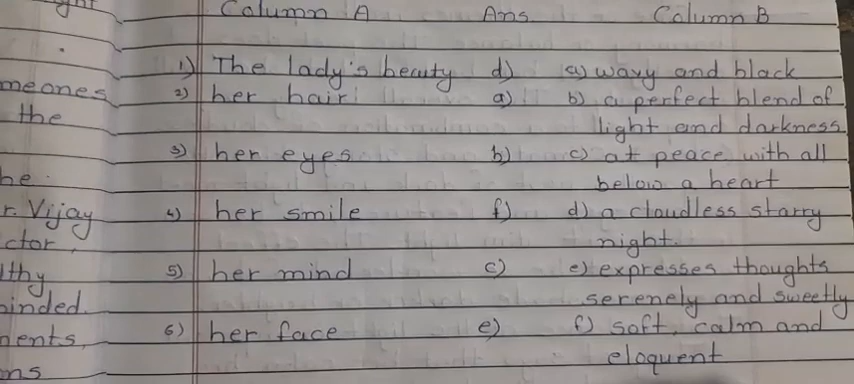 Column A Ans Column B
1) The lady's beauty d) a) wavy and black
meones 2) her hair a) b) a perfect blend of
the light and darkness
3) her eyes b) c) at peace with all
he below a heart
r. Vijay 4) her smile f) d) a cloudless starry
ctor, night.
lthy 5) her mind c) e) expresses thoughts
inded. serenely and sweetly
nents, 6) her face e) f) soft, calm and
ns eloquent